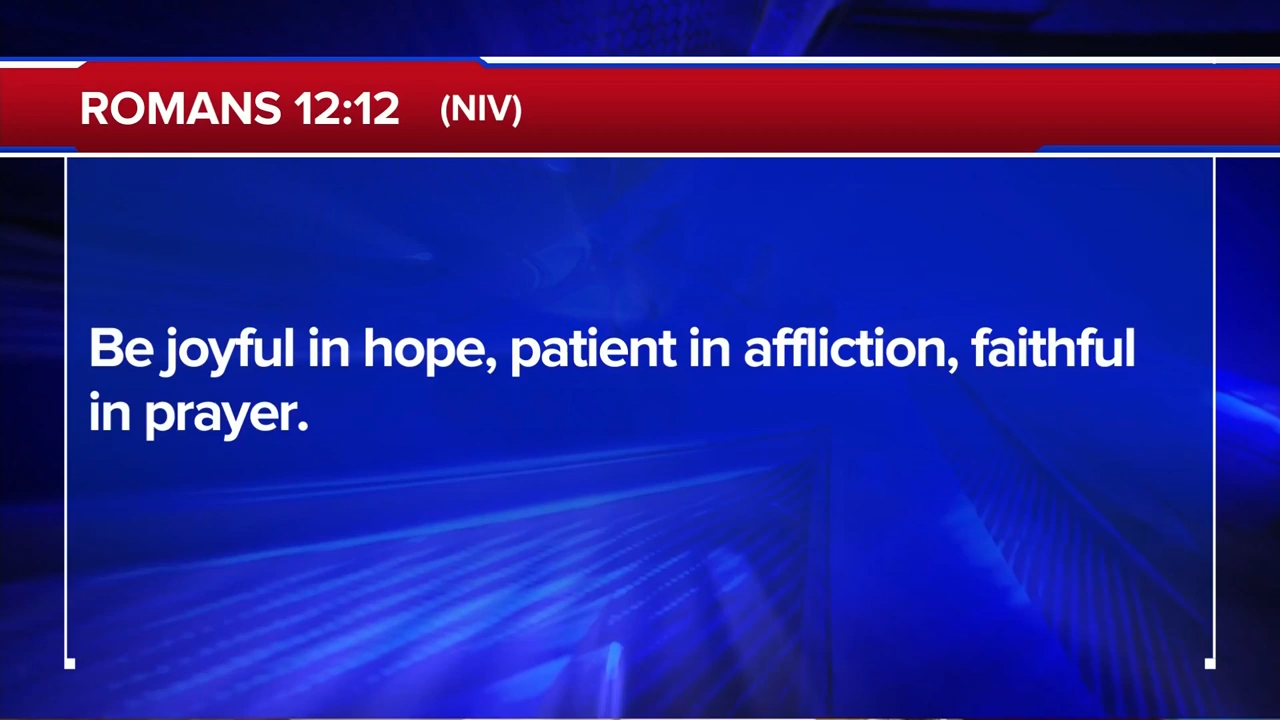 ROMANS 12:12 (NIV)
Be joyful in hope, patient in affliction, faithful
in prayer.